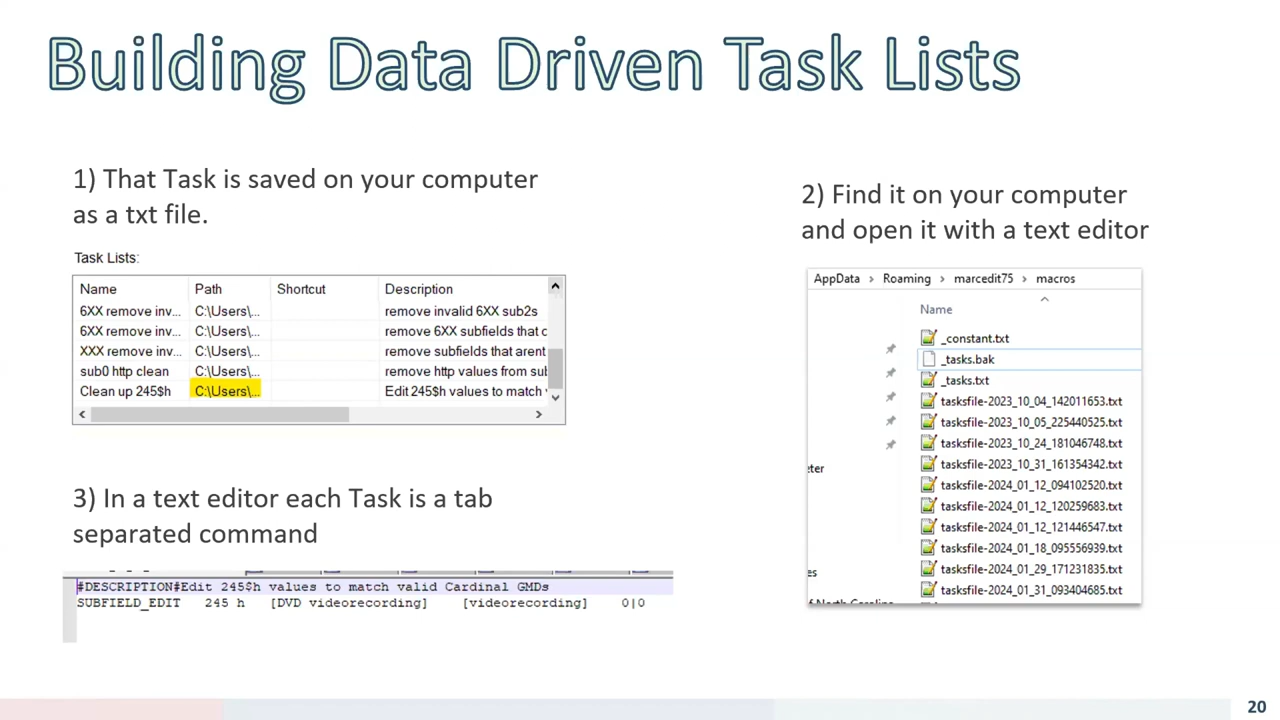 Building Data Driven Task Lists
1) That Task is saved on your computer
as a txt file.
Task Lists:
Name Path Shortcut Description
6XX remove inv... C:\Users\... remove invalid 6XX sub2s
6XX remove inv... C:\Users\... remove 6XX subfields that c
XXX remove inv... C:\Users\... remove subfields that arent
sub0 http clean C:\Users\... remove http values from sub
Clean up 245$h C:\Users\... Edit 245$h values to match
3) In a text editor each Task is a tab
separated command
#DESCRIPTION#Edit 245$h values to match valid Cardinal GMDs
SUBFIELD_EDIT 245 h [DVD videorecording] [videorecording] 0|0
2) Find it on your computer
and open it with a text editor
AppData > Roaming > marcedit75 > macros
Name
_constant.txt
_tasks.bak
_tasks.txt
tasksfile-2023_10_04_142011653.txt
tasksfile-2023_10_05_225440525.txt
tasksfile-2023_10_24_181046748.txt
eter
tasksfile-2023_10_31_161354342.txt
tasksfile-2024_01_12_094102520.txt
tasksfile-2024_01_12_120259683.txt
tasksfile-2024_01_12_121446547.txt
tasksfile-2024_01_18_095556939.txt
es
tasksfile-2024_01_29_171231835.txt
tasksfile-2024_01_31_093404685.txt
of North Carolina
20